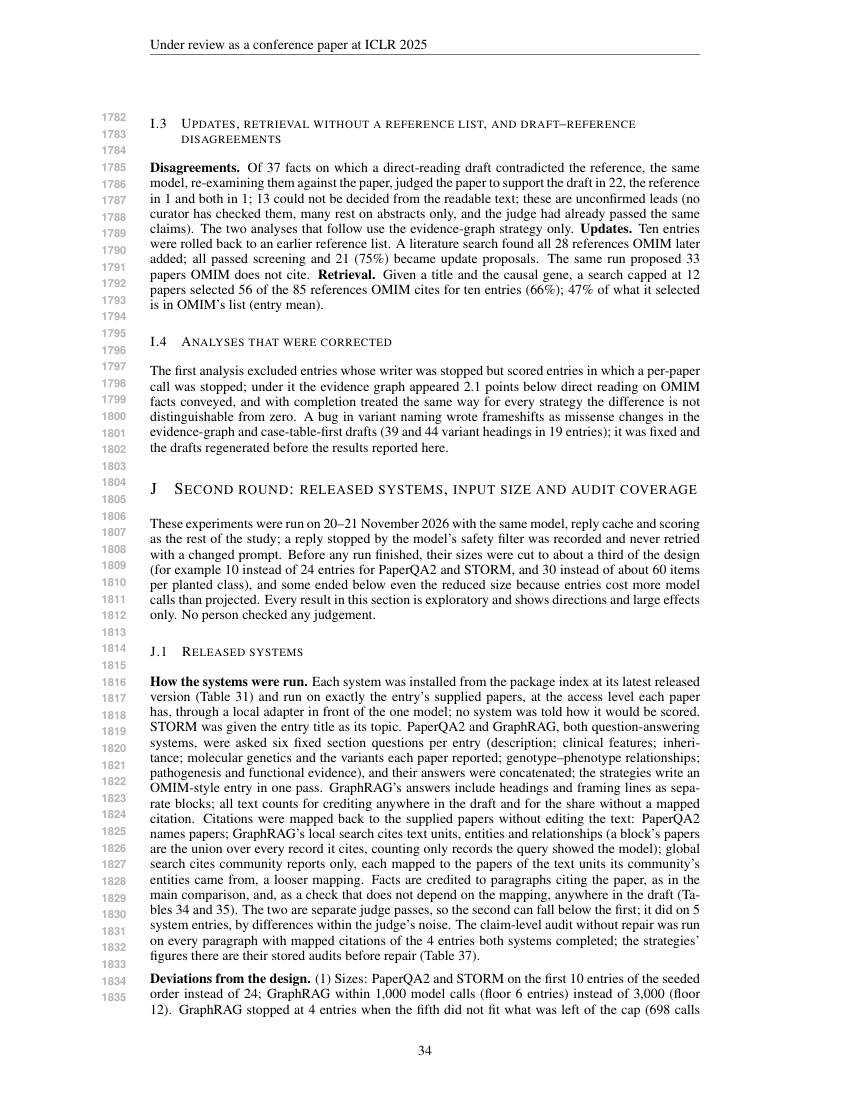 Under review as a conference paper at ICLR 2025
1782
1783
1784
1785
1786
1787
1788
1789
1790
1791
1792
1793
1794
1795
1796
1797
1798
1799
1800
1801
1802
1803
1804
1805
1806
1807
1808
1809
1810
1811
1812
1813
1814
1815
1816
1817
1818
1819
1820
1821
1822
1823
1824
1825
1826
1827
1828
1829
1830
1831
1832
1833
1834
1835
I.3 UPDATES, RETRIEVAL WITHOUT A REFERENCE LIST, AND DRAFT–REFERENCE
DISAGREEMENTS
Disagreements. Of 37 facts on which a direct-reading draft contradicted the reference, the same
model, re-examining them against the paper, judged the paper to support the draft in 22, the reference
in 1 and both in 1; 13 could not be decided from the readable text; these are unconfirmed leads (no
curator has checked them, many rest on abstracts only, and the judge had already passed the same
claims). The two analyses that follow use the evidence-graph strategy only. Updates. Ten entries
were rolled back to an earlier reference list. A literature search found all 28 references OMIM later
added; all passed screening and 21 (75%) became update proposals. The same run proposed 33
papers OMIM does not cite. Retrieval. Given a title and the causal gene, a search capped at 12
papers selected 56 of the 85 references OMIM cites for ten entries (66%); 47% of what it selected
is in OMIM's list (entry mean).
I.4 ANALYSES THAT WERE CORRECTED
The first analysis excluded entries whose writer was stopped but scored entries in which a per-paper
call was stopped; under it the evidence graph appeared 2.1 points below direct reading on OMIM
facts conveyed, and with completion treated the same way for every strategy the difference is not
distinguishable from zero. A bug in variant naming wrote frameshifts as missense changes in the
evidence-graph and case-table-first drafts (39 and 44 variant headings in 19 entries); it was fixed and
the drafts regenerated before the results reported here.
J SECOND ROUND: RELEASED SYSTEMS, INPUT SIZE AND AUDIT COVERAGE
These experiments were run on 20–21 November 2026 with the same model, reply cache and scoring
as the rest of the study; a reply stopped by the model's safety filter was recorded and never retried
with a changed prompt. Before any run finished, their sizes were cut to about a third of the design
(for example 10 instead of 24 entries for PaperQA2 and STORM, and 30 instead of about 60 items
per planted class), and some ended below even the reduced size because entries cost more model
calls than projected. Every result in this section is exploratory and shows directions and large effects
only. No person checked any judgement.
J.1 RELEASED SYSTEMS
How the systems were run. Each system was installed from the package index at its latest released
version (Table 31) and run on exactly the entry's supplied papers, at the access level each paper
has, through a local adapter in front of the one model; no system was told how it would be scored.
STORM was given the entry title as its topic. PaperQA2 and GraphRAG, both question-answering
systems, were asked six fixed section questions per entry (description; clinical features; inheri-
tance; molecular genetics and the variants each paper reported; genotype–phenotype relationships;
pathogenesis and functional evidence), and their answers were concatenated; the strategies write an
OMIM-style entry in one pass. GraphRAG's answers include headings and framing lines as sepa-
rate blocks; all text counts for crediting anywhere in the draft and for the share without a mapped
citation. Citations were mapped back to the supplied papers without editing the text: PaperQA2
names papers; GraphRAG's local search cites text units, entities and relationships (a block's papers
are the union over every record it cites, counting only records the query showed the model); global
search cites community reports only, each mapped to the papers of the text units its community's
entities came from, a looser mapping. Facts are credited to paragraphs citing the paper, as in the
main comparison, and, as a check that does not depend on the mapping, anywhere in the draft (Ta-
bles 34 and 35). The two are separate judge passes, so the second can fall below the first; it did on 5
system entries, by differences within the judge's noise. The claim-level audit without repair was run
on every paragraph with mapped citations of the 4 entries both systems completed; the strategies'
figures there are their stored audits before repair (Table 37).
Deviations from the design. (1) Sizes: PaperQA2 and STORM on the first 10 entries of the seeded
order instead of 24; GraphRAG within 1,000 model calls (floor 6 entries) instead of 3,000 (floor
12). GraphRAG stopped at 4 entries when the fifth did not fit what was left of the cap (698 calls
34